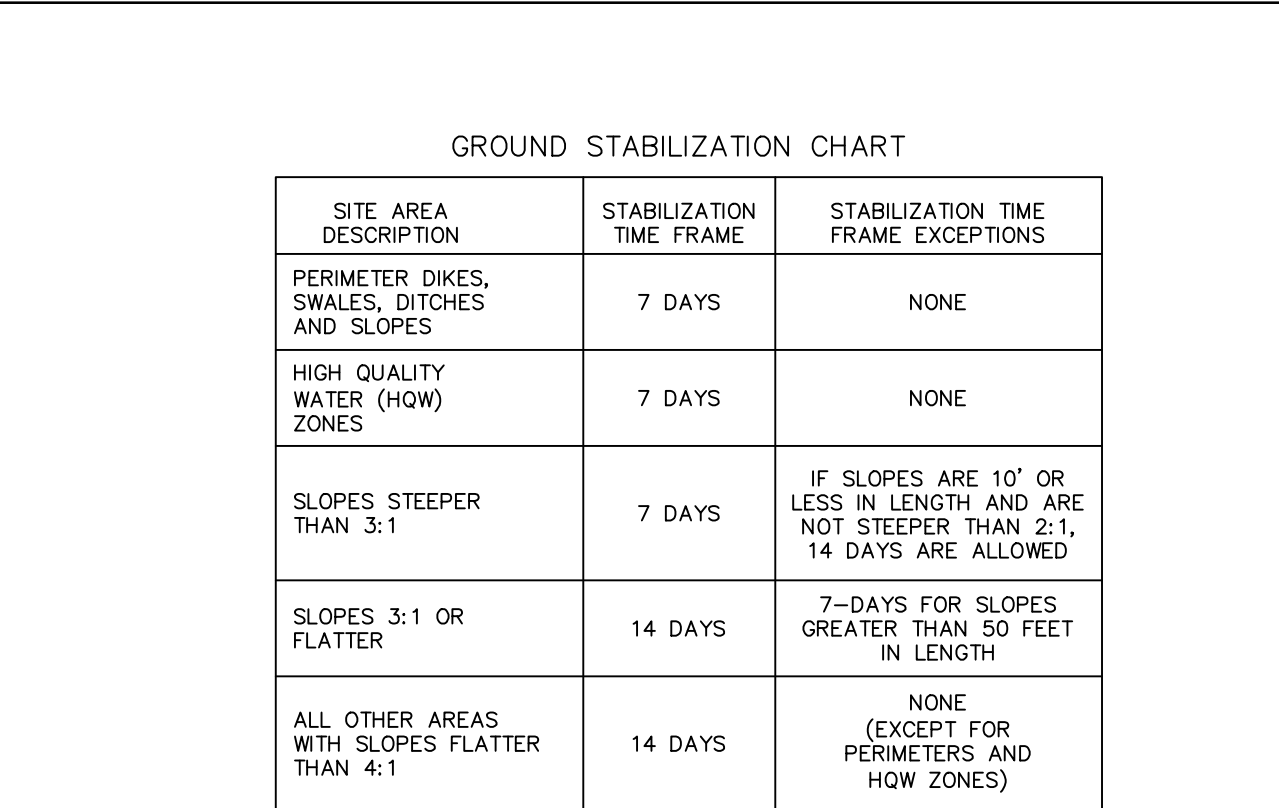 GROUND STABILIZATION CHART
SITE AREA
DESCRIPTION
STABILIZATION
TIME FRAME
STABILIZATION TIME
FRAME EXCEPTIONS
PERIMETER DIKES,
SWALES, DITCHES
AND SLOPES
7 DAYS
NONE
HIGH QUALITY
WATER (HQW)
ZONES
7 DAYS
NONE
SLOPES STEEPER
THAN 3:1
7 DAYS
IF SLOPES ARE 10' OR
LESS IN LENGTH AND ARE
NOT STEEPER THAN 2:1,
14 DAYS ARE ALLOWED
SLOPES 3:1 OR
FLATTER
14 DAYS
7-DAYS FOR SLOPES
GREATER THAN 50 FEET
IN LENGTH
ALL OTHER AREAS
WITH SLOPES FLATTER
THAN 4:1
14 DAYS
NONE
(EXCEPT FOR
PERIMETERS AND
HQW ZONES)